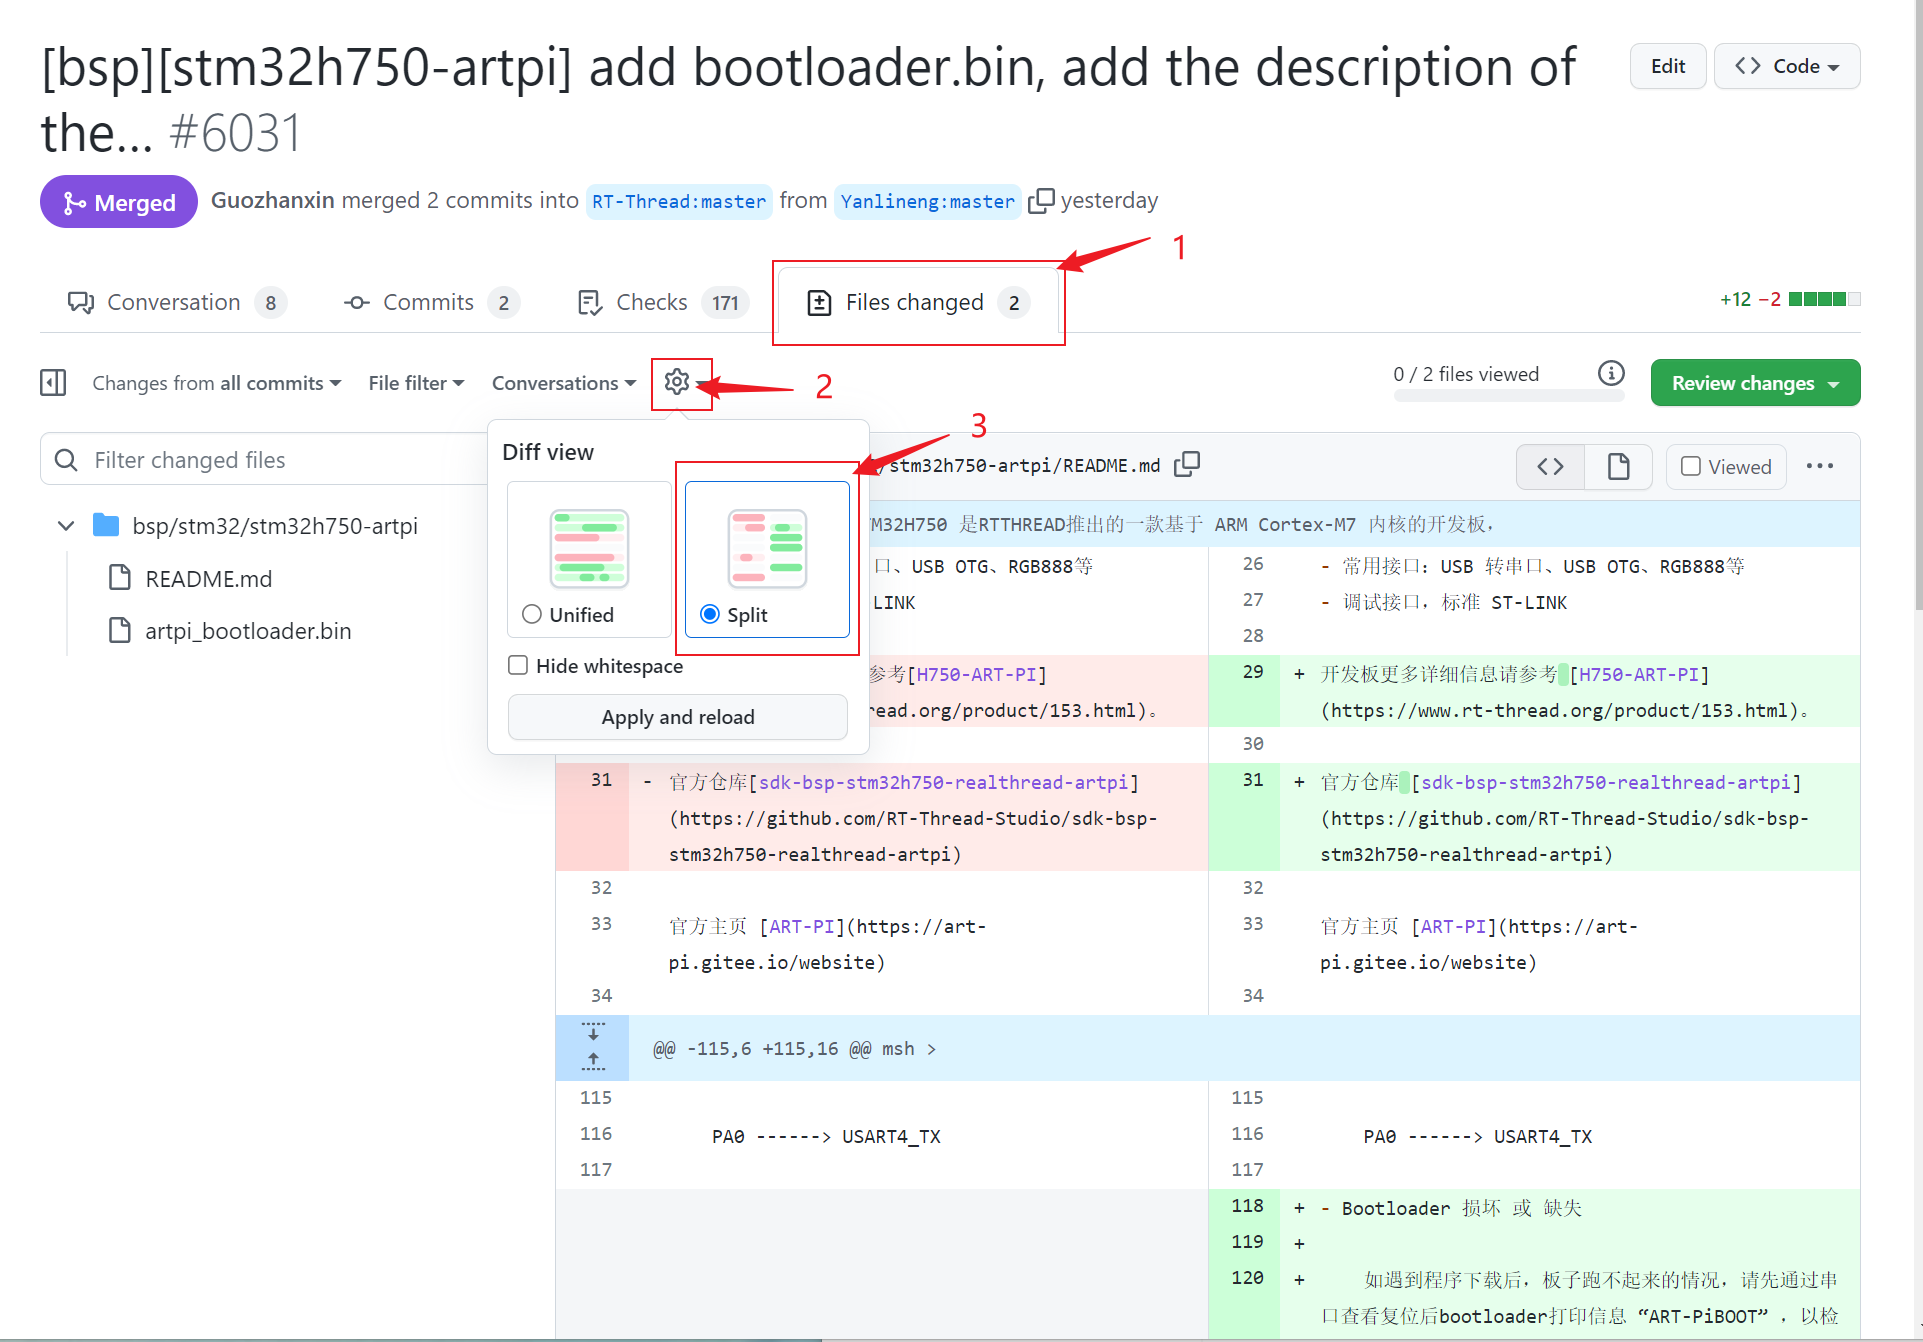 [bsp][stm32h750-artpi] add bootloader.bin, add the description of
the... #6031
Edit
<> Code
Merged
Guozhanxin merged 2 commits into RT-Thread:master from Yanlineng:master yesterday
1
Conversation 8
Commits 2
Checks 171
Files changed 2
+12 −2
Changes from all commits
File filter
Conversations
2
0 / 2 files viewed
Review changes
3
Filter changed files
Diff view
/stm32h750-artpi/README.md
Viewed
bsp/stm32/stm32h750-artpi
README.md
artpi_bootloader.bin
Unified
Split
Hide whitespace
Apply and reload
TM32H750 是RTTHREAD推出的一款基于 ARM Cortex-M7 内核的开发板，
口、USB OTG、RGB888等
26 - 常用接口：USB 转串口、USB OTG、RGB888等
LINK
27 - 调试接口，标准 ST-LINK
28
参考[H750-ART-PI]
read.org/product/153.html)。
29 + 开发板更多详细信息请参考 [H750-ART-PI]
(https://www.rt-thread.org/product/153.html)。
30
31 - 官方仓库[sdk-bsp-stm32h750-realthread-artpi]
(https://github.com/RT-Thread-Studio/sdk-bsp-
stm32h750-realthread-artpi)
31 + 官方仓库 [sdk-bsp-stm32h750-realthread-artpi]
(https://github.com/RT-Thread-Studio/sdk-bsp-
stm32h750-realthread-artpi)
32
32
33 官方主页 [ART-PI](https://art-
pi.gitee.io/website)
33 官方主页 [ART-PI](https://art-
pi.gitee.io/website)
34
34
@@ -115,6 +115,16 @@ msh >
115
115
116 PA0 ------> USART4_TX
116 PA0 ------> USART4_TX
117
117
118 + - Bootloader 损坏 或 缺失
119 +
120 + 如遇到程序下载后，板子跑不起来的情况，请先通过串
口查看复位后bootloader打印信息 “ART-PiBOOT” ，以检